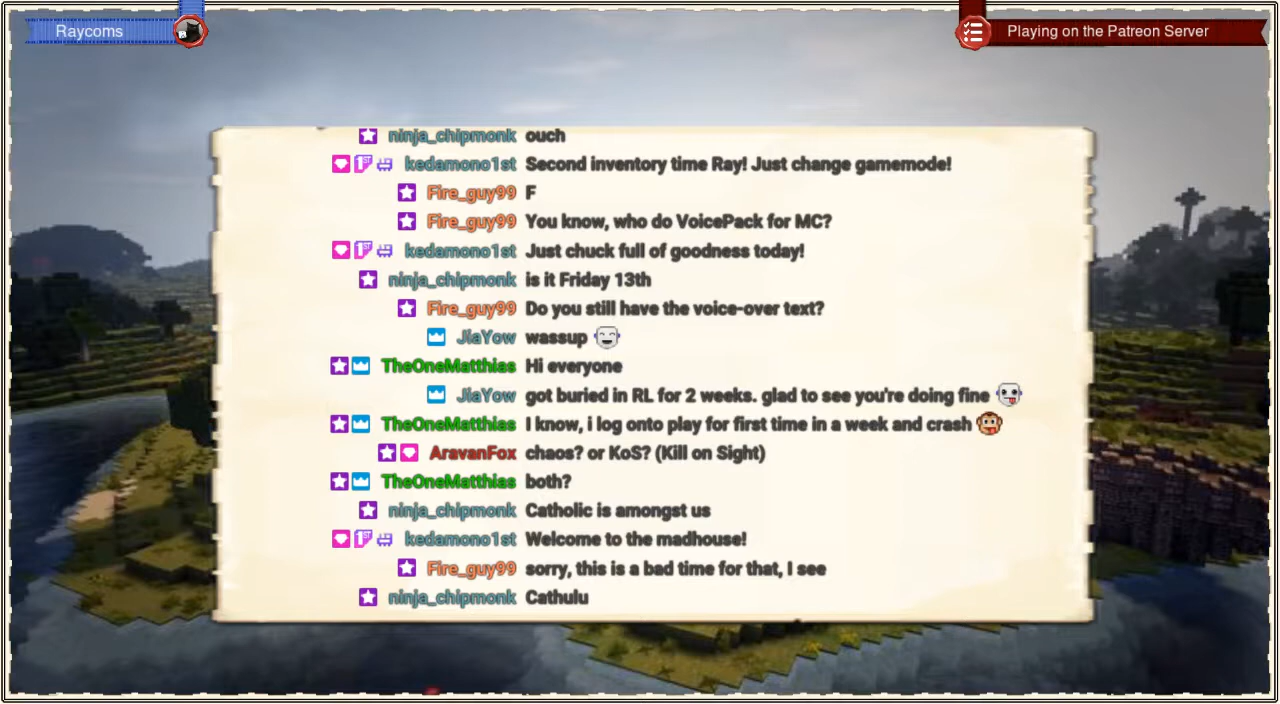 Raycoms
Playing on the Patreon Server
ninja_chipmonk ouch
1ST kedamono1st Second inventory time Ray! Just change gamemode!
Fire_guy99 F
Fire_guy99 You know, who do VoicePack for MC?
1ST kedamono1st Just chuck full of goodness today!
ninja_chipmonk is it Friday 13th
Fire_guy99 Do you still have the voice-over text?
JiaYow wassup
TheOneMatthias Hi everyone
JiaYow got buried in RL for 2 weeks. glad to see you're doing fine
TheOneMatthias I know, i log onto play for first time in a week and crash
AravanFox chaos? or KoS? (Kill on Sight)
TheOneMatthias both?
ninja_chipmonk Catholic is amongst us
1ST kedamono1st Welcome to the madhouse!
Fire_guy99 sorry, this is a bad time for that, I see
ninja_chipmonk Cathulu